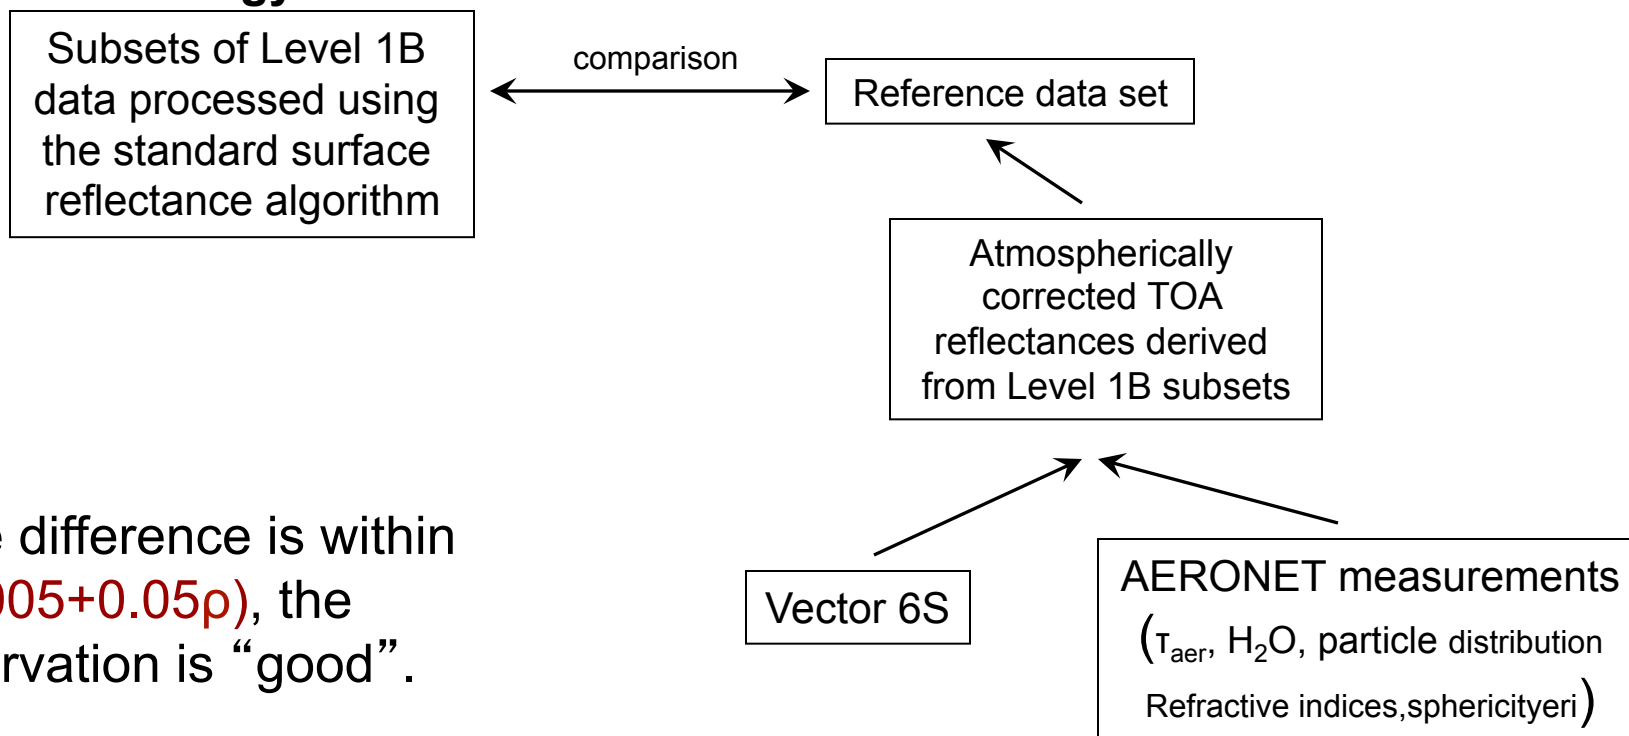 Subsets of Level 1B
data processed using
the standard surface
reflectance algorithm
comparison
Reference data set
Atmospherically
corrected TOA
reflectances derived
from Level 1B subsets
difference is within
005+0.05ρ), the
is “good”.
Vector 6S
AERONET measurements
(τaer, H2O, particle distribution
Refractive indices,sphericityeri)